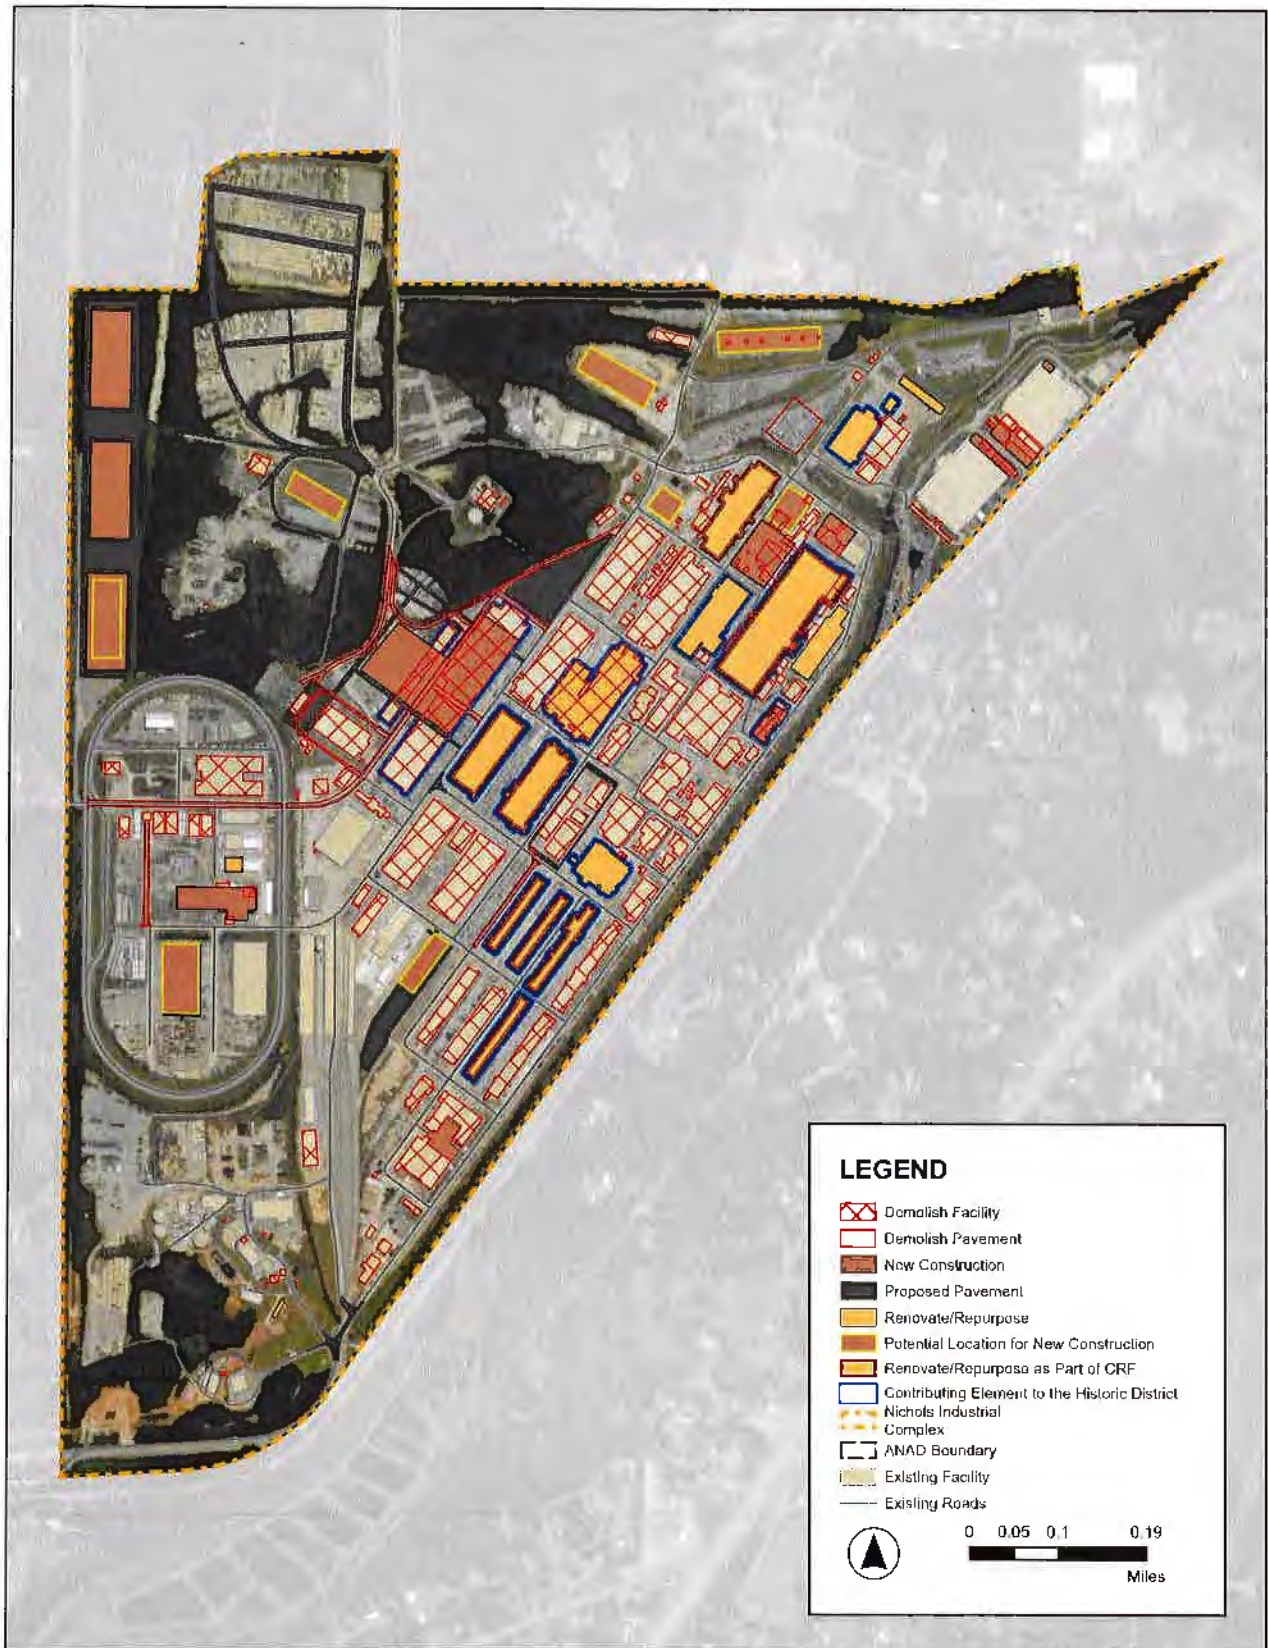 LEGEND
Demolish Facility
Demolish Pavement
New Construction
Proposed Pavement
Renovate/Repurpose
Potential Location for New Construction
Renovate/Repurpose as Part of CRF
Contributing Element to the Historic District
Nichols Industrial
Complex
ANAD Boundary
Existing Facility
Existing Roads
0 0.05 0.1 0.19
Miles